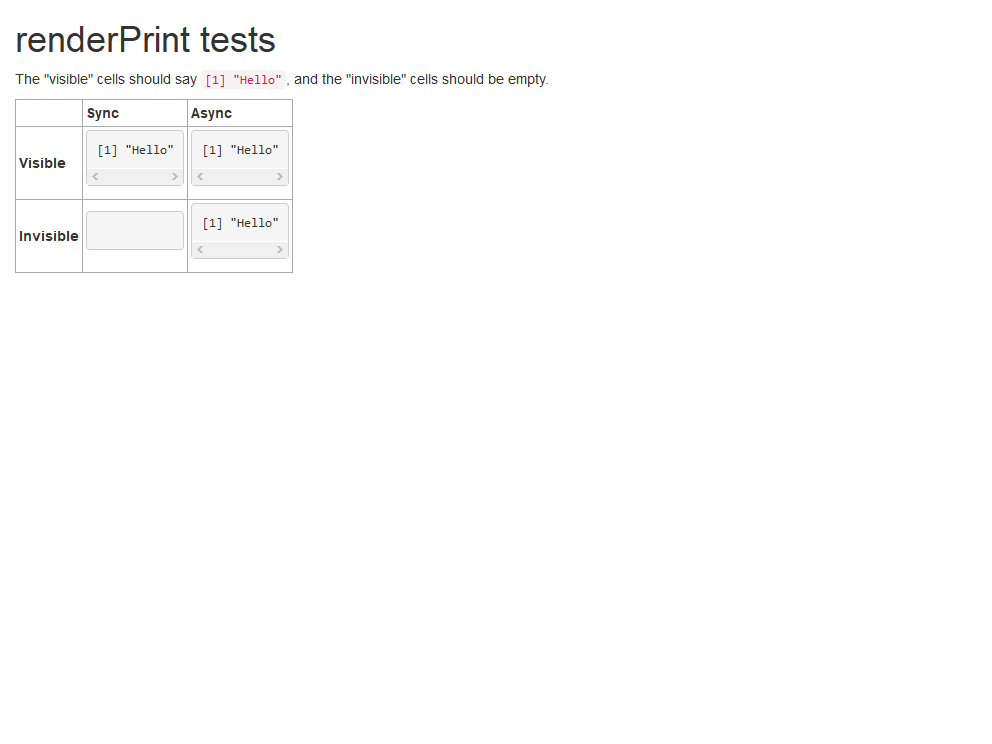 renderPrint tests
The "visible" cells should say [1] "Hello", and the "invisible" cells should be empty.
Sync Async
Visible [1] "Hello" [1] "Hello"
Invisible [1] "Hello"